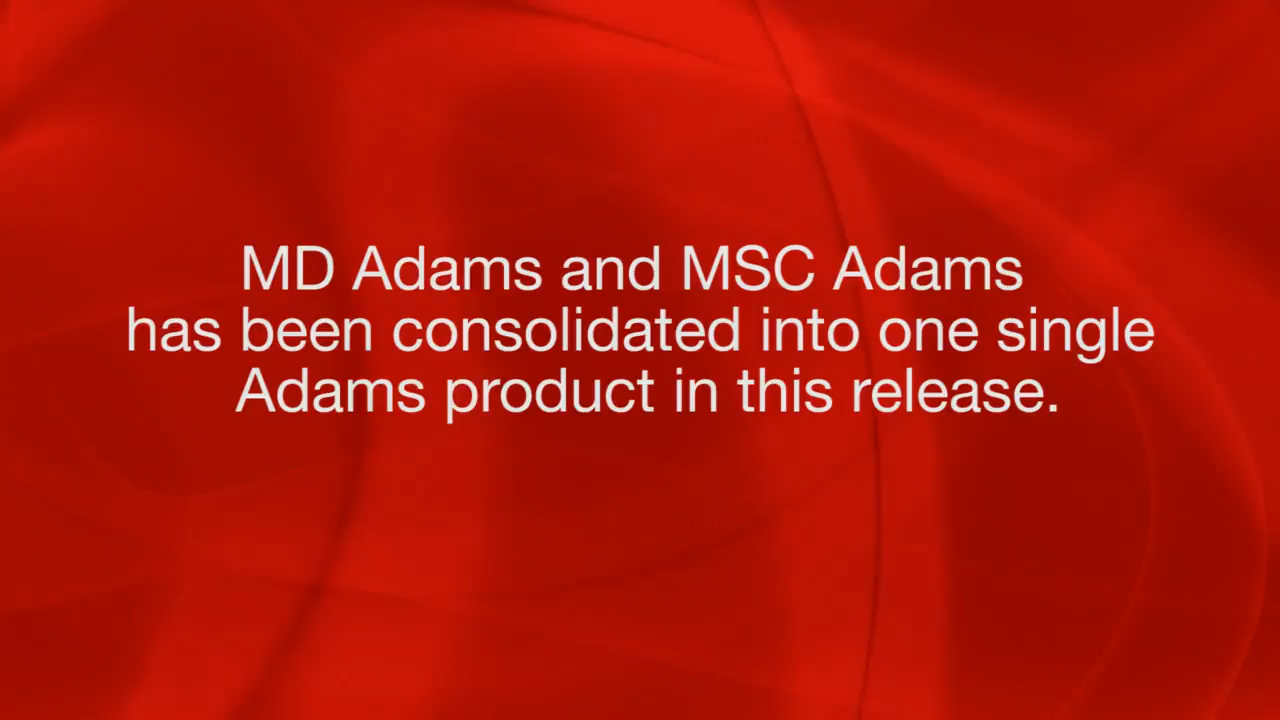 MD Adams and MSC Adams
has been consolidated into one single
Adams product in this release.